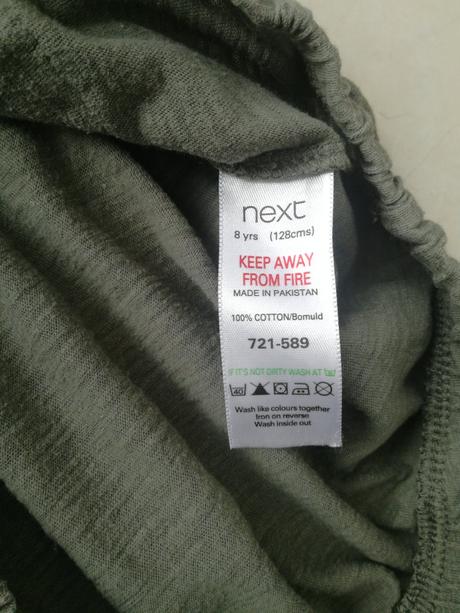 next
8 yrs (128cms)
KEEP AWAY
FROM FIRE
MADE IN PAKISTAN
100% COTTON/Bomuld
721-589
IF IT'S NOT DIRTY WASH AT 30°
40
Wash like colours together
Iron on reverse
Wash inside out